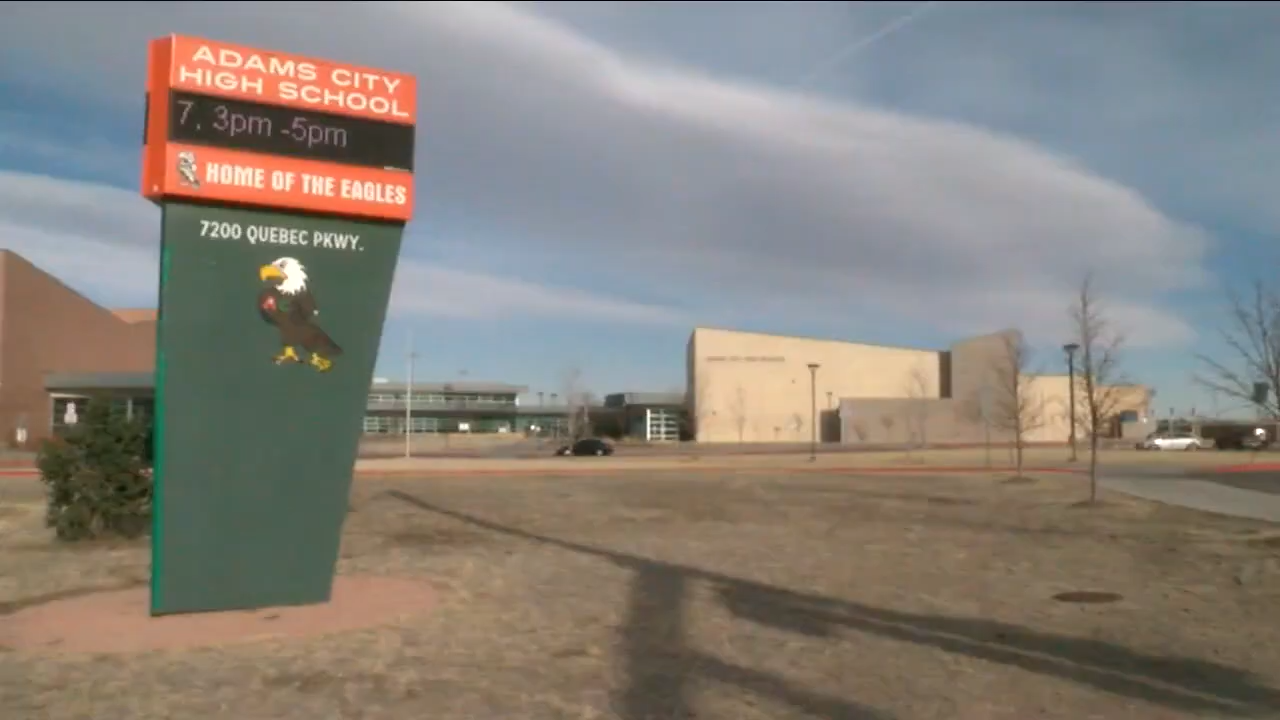 ADAMS CITY
HIGH SCHOOL
7, 3pm -5pm
HOME OF THE EAGLES
7200 QUEBEC PKWY.